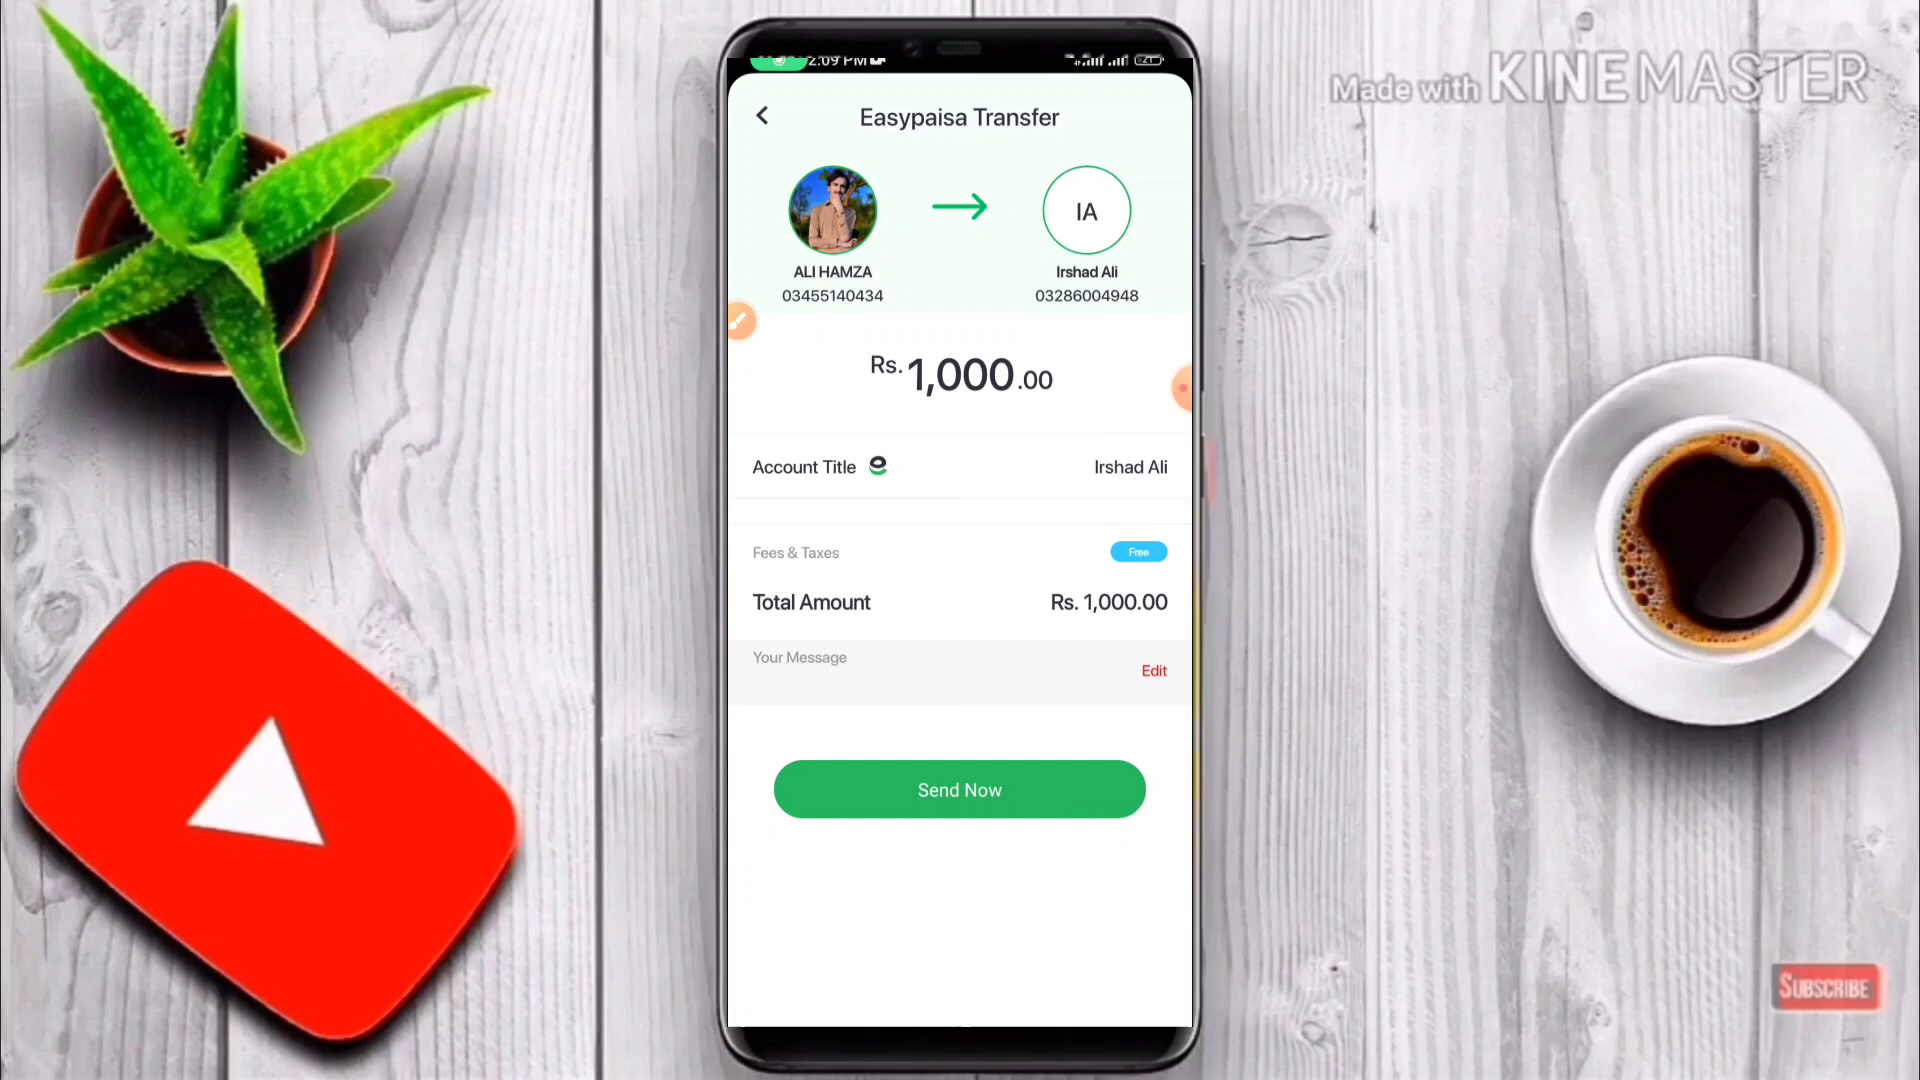 2:09 PM
21
Made with KINEMASTER
Easypaisa Transfer
IA
ALI HAMZA
Irshad Ali
03455140434
03286004948
Rs. 1,000.00
Account Title
Irshad Ali
Fees & Taxes
Free
Total Amount
Rs. 1,000.00
Your Message
Edit
Send Now
SUBSCRIBE